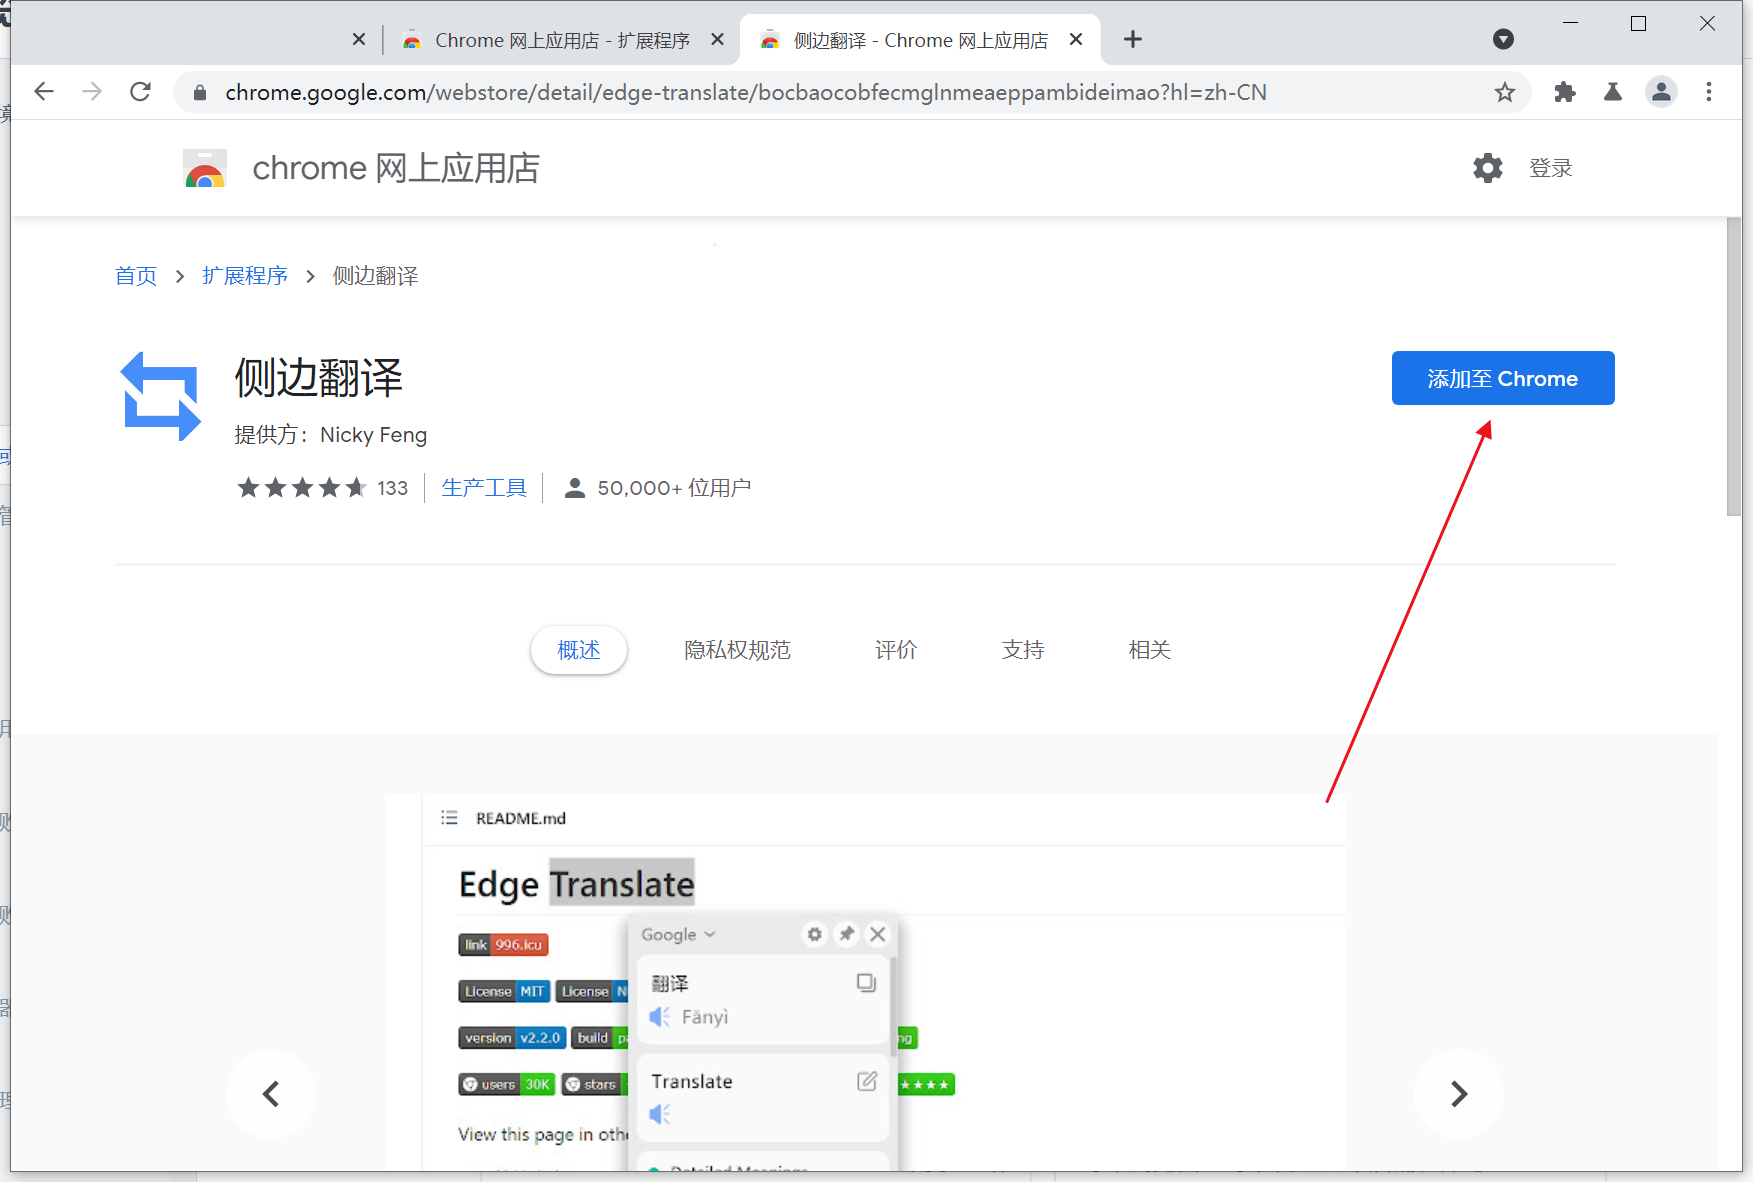 Chrome 网上应用店 - 扩展程序
侧边翻译 - Chrome 网上应用店
chrome.google.com/webstore/detail/edge-translate/bocbaocobfecmglnmeaeppambideimao?hl=zh-CN
chrome 网上应用店
登录
首页 › 扩展程序 › 侧边翻译
侧边翻译
添加至 Chrome
提供方：Nicky Feng
133
生产工具
50,000+ 位用户
概述
隐私权规范
评价
支持
相关
README.md
Edge Translate
link 996.icu
Google
License MIT
License
翻译
Fānyì
version v2.2.0
build
ng
users 30K
stars
★★★★
Translate
View this page in oth
Detailed Meanings